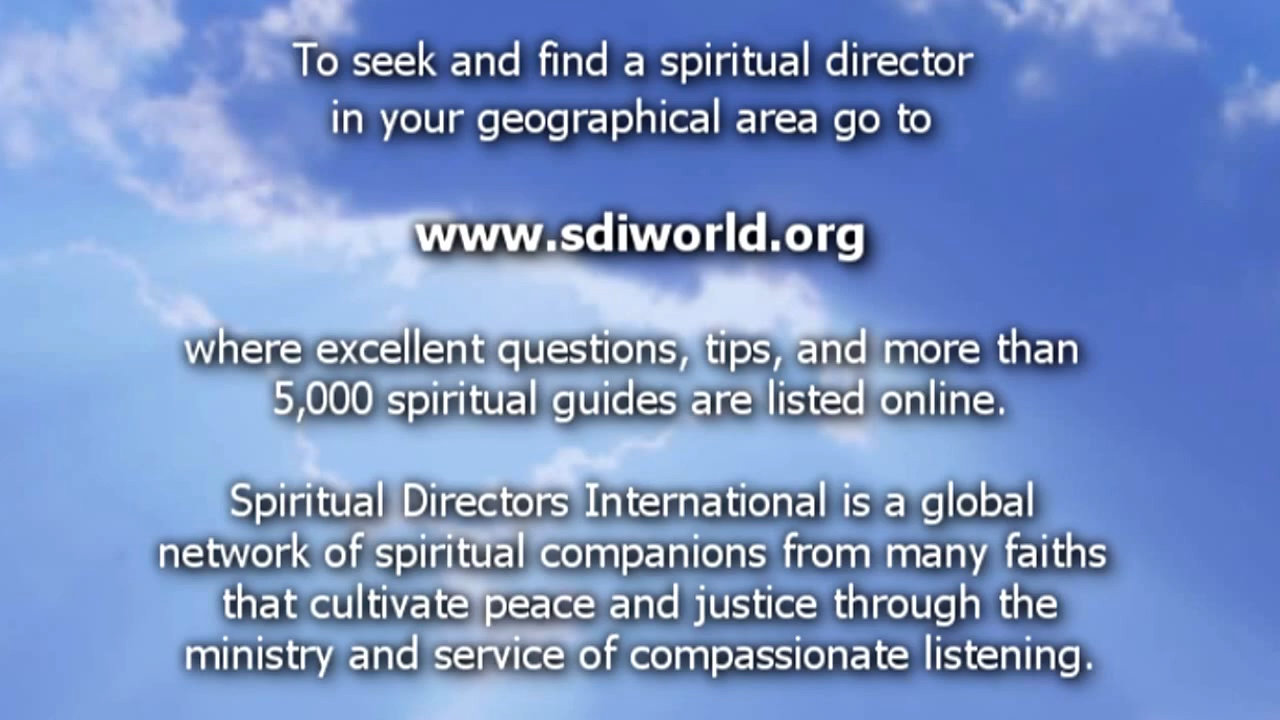 To seek and find a spiritual director
in your geographical area go to
www.sdiworld.org
where excellent questions, tips, and more than
5,000 spiritual guides are listed online.
Spiritual Directors International is a global
network of spiritual companions from many faiths
that cultivate peace and justice through the
ministry and service of compassionate listening.